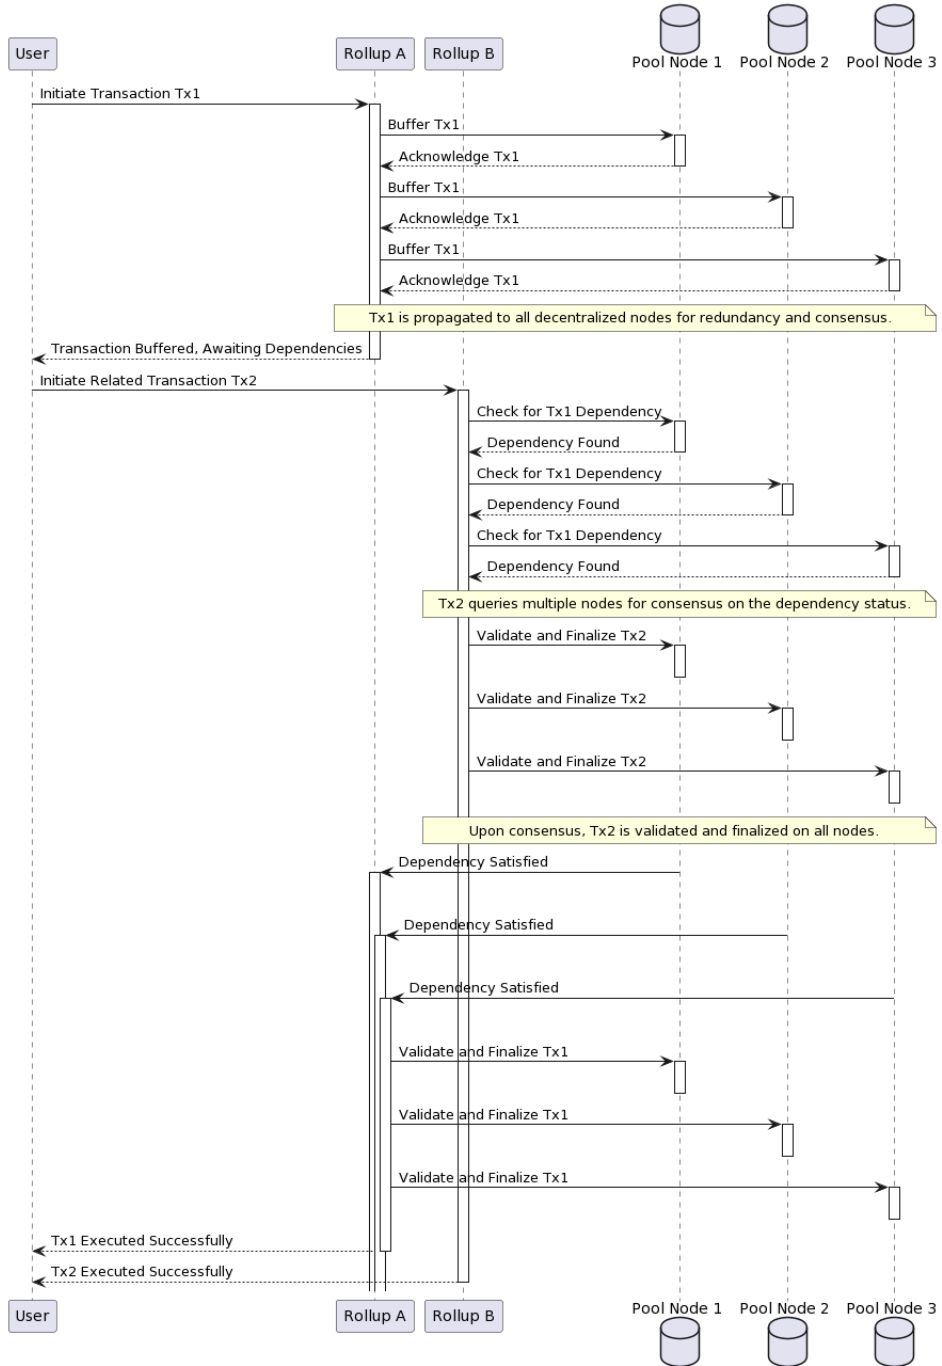 User
Rollup A
Rollup B
Pool Node 1
Pool Node 2
Pool Node 3
Initiate Transaction Tx1
Buffer Tx1
Acknowledge Tx1
Buffer Tx1
Acknowledge Tx1
Buffer Tx1
Acknowledge Tx1
Tx1 is propagated to all decentralized nodes for redundancy and consensus.
Transaction Buffered, Awaiting Dependencies
Initiate Related Transaction Tx2
Check for Tx1 Dependency
Dependency Found
Check for Tx1 Dependency
Dependency Found
Check for Tx1 Dependency
Dependency Found
Tx2 queries multiple nodes for consensus on the dependency status.
Validate and Finalize Tx2
Validate and Finalize Tx2
Validate and Finalize Tx2
Upon consensus, Tx2 is validated and finalized on all nodes.
Dependency Satisfied
Dependency Satisfied
Dependency Satisfied
Validate and Finalize Tx1
Validate and Finalize Tx1
Validate and Finalize Tx1
Tx1 Executed Successfully
Tx2 Executed Successfully
User
Rollup A
Rollup B
Pool Node 1
Pool Node 2
Pool Node 3